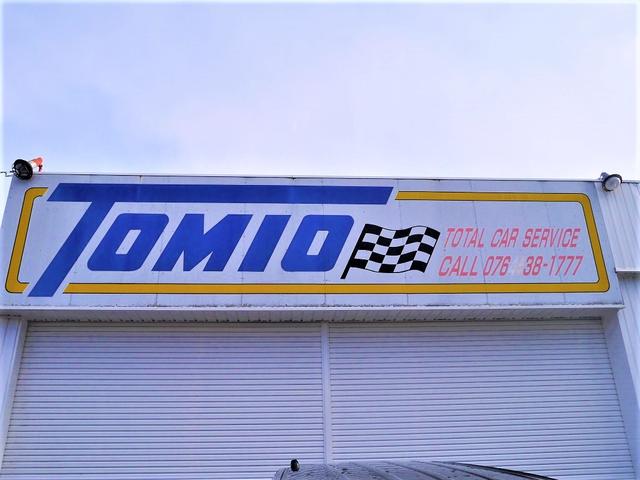 TOMIO
TOTAL CAR SERVICE
CALL 076 38-1777